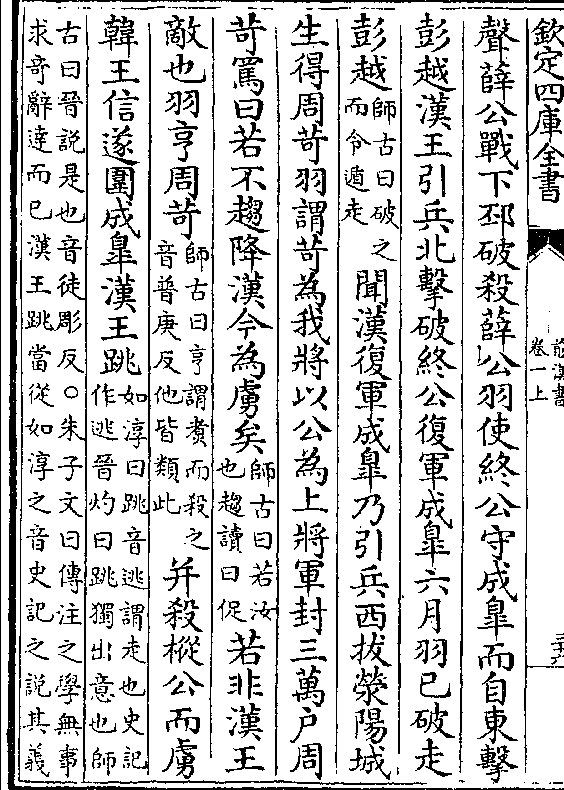 欽定四庫全書
前漢書
卷一上
三六
聲薛公戰下邳破殺薛公羽使終公守成臯而自東擊
彭越漢王引兵北擊破終公復軍成臯六月羽已破走
彭越師古曰破之而令遁走聞漢復軍成臯乃引兵西拔滎陽城
生得周苛羽謂苛為我將以公為上將軍封三萬户周
苛罵曰若不趨降漢今為虜矣師古曰若汝也趨讀曰促若非漢王
敵也羽亨周苛師古曰亨謂煑而殺之音普庚反他皆類此并殺樅公而虜
韓王信遂圍成臯漢王跳如淳曰跳音逃謂走也史記作逃晉灼曰跳獨出意也師
古曰晉説是也音徒彫反○朱子文曰傳注之學無事
求奇辭達而已漢王跳當從如淳之音史記之説其義